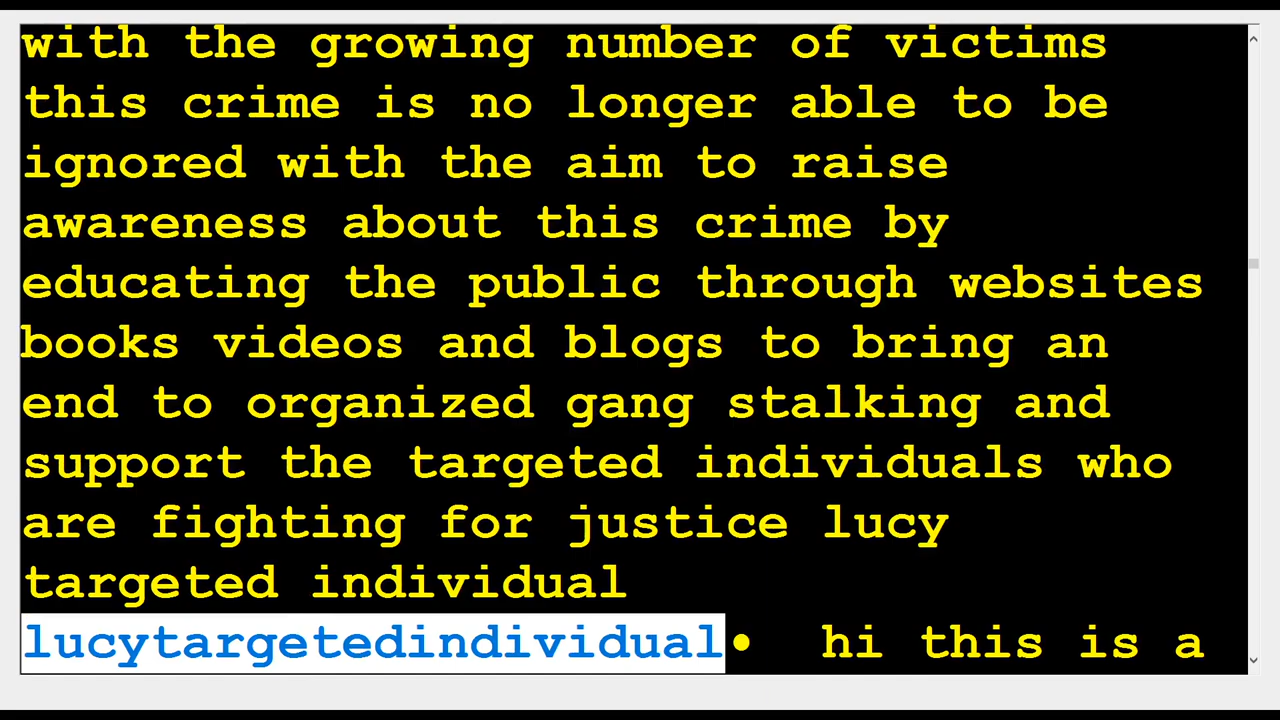 with the growing number of victims
this crime is no longer able to be
ignored with the aim to raise
awareness about this crime by
educating the public through websites
books videos and blogs to bring an
end to organized gang stalking and
support the targeted individuals who
are fighting for justice lucy
targeted individual
lucytargetedindividual•  hi this is a